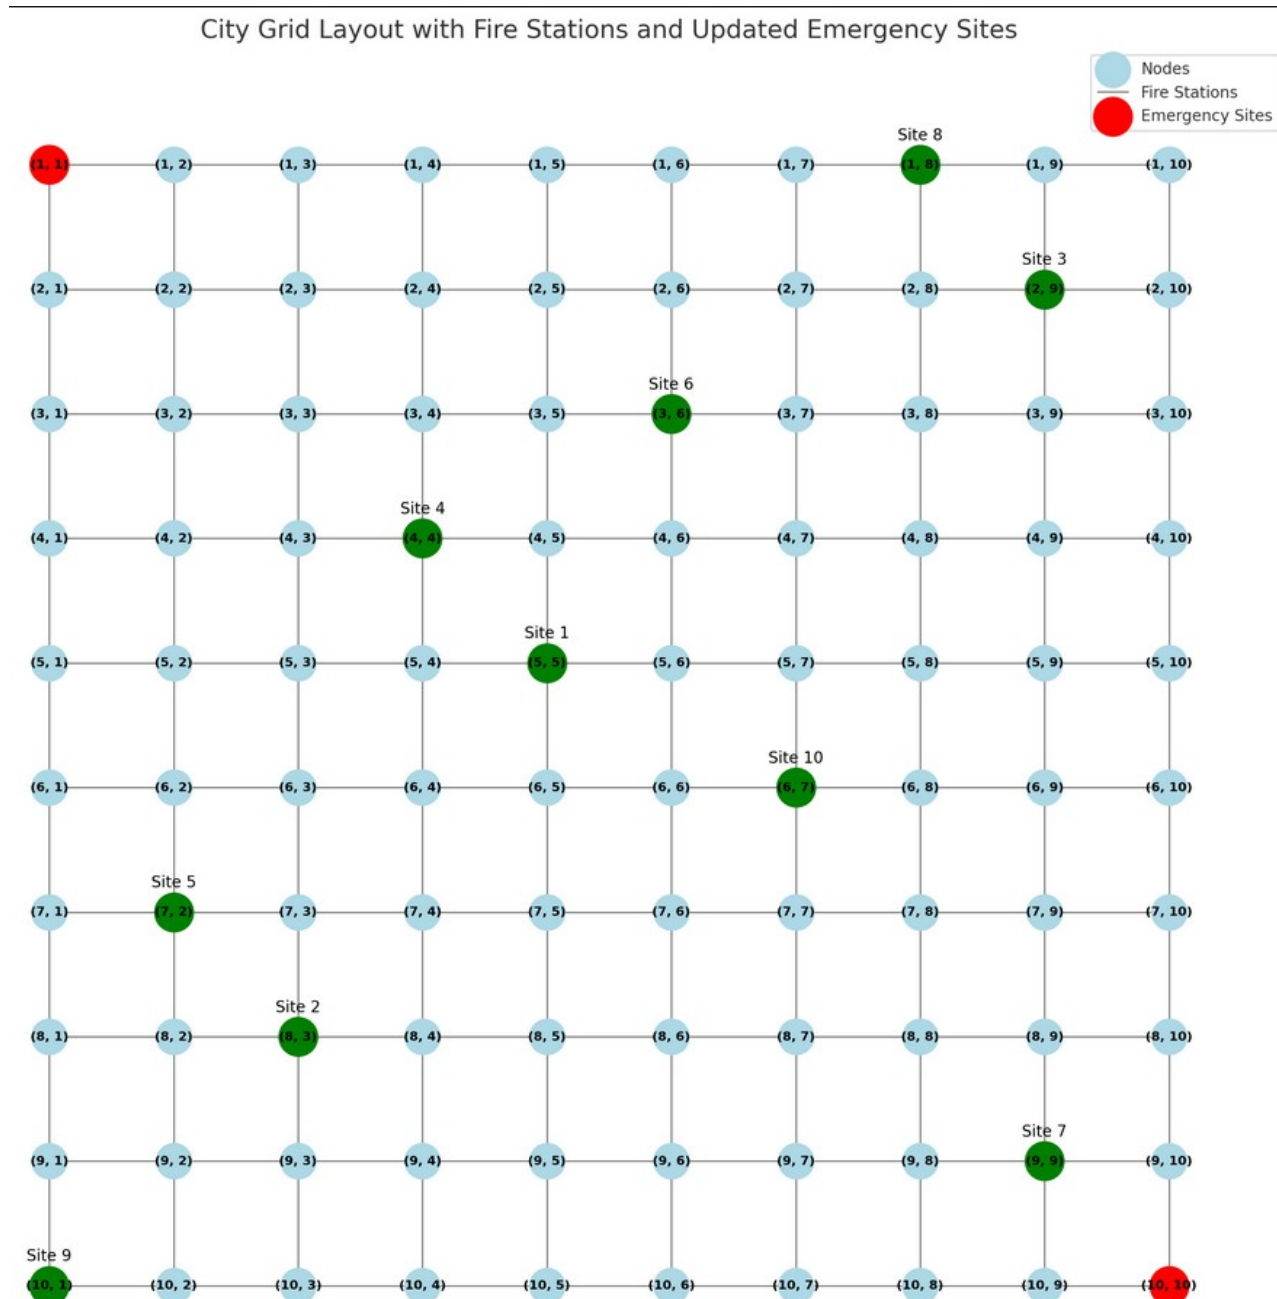 City Grid Layout with Fire Stations and Updated Emergency Sites
Nodes
Fire Stations
Emergency Sites
Site 8
(1, 1) (1, 2) (1, 3) (1, 4) (1, 5) (1, 6) (1, 7) (1, 8) (1, 9) (1, 10)
Site 3
(2, 1) (2, 2) (2, 3) (2, 4) (2, 5) (2, 6) (2, 7) (2, 8) (2, 9) (2, 10)
Site 6
(3, 1) (3, 2) (3, 3) (3, 4) (3, 5) (3, 6) (3, 7) (3, 8) (3, 9) (3, 10)
Site 4
(4, 1) (4, 2) (4, 3) (4, 4) (4, 5) (4, 6) (4, 7) (4, 8) (4, 9) (4, 10)
Site 1
(5, 1) (5, 2) (5, 3) (5, 4) (5, 5) (5, 6) (5, 7) (5, 8) (5, 9) (5, 10)
Site 10
(6, 1) (6, 2) (6, 3) (6, 4) (6, 5) (6, 6) (6, 7) (6, 8) (6, 9) (6, 10)
Site 5
(7, 1) (7, 2) (7, 3) (7, 4) (7, 5) (7, 6) (7, 7) (7, 8) (7, 9) (7, 10)
Site 2
(8, 1) (8, 2) (8, 3) (8, 4) (8, 5) (8, 6) (8, 7) (8, 8) (8, 9) (8, 10)
Site 7
(9, 1) (9, 2) (9, 3) (9, 4) (9, 5) (9, 6) (9, 7) (9, 8) (9, 9) (9, 10)
Site 9
(10, 1) (10, 2) (10, 3) (10, 4) (10, 5) (10, 6) (10, 7) (10, 8) (10, 9) (10, 10)